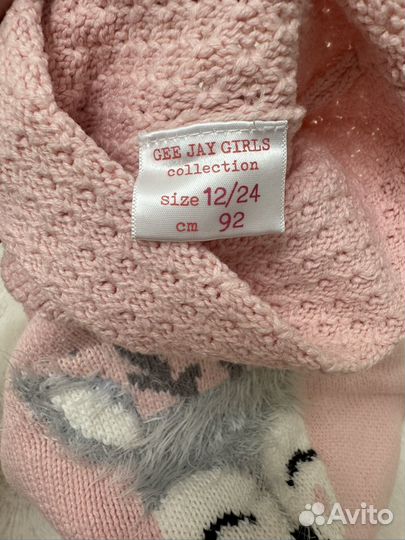 GEE JAY GIRLS
collection
size 12/24
cm 92
Avito